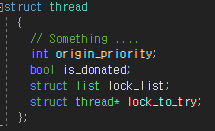 struct thread
{
// Something ....
int origin_priority;
bool is_donated;
struct list lock_list;
struct thread* lock_to_try;
};